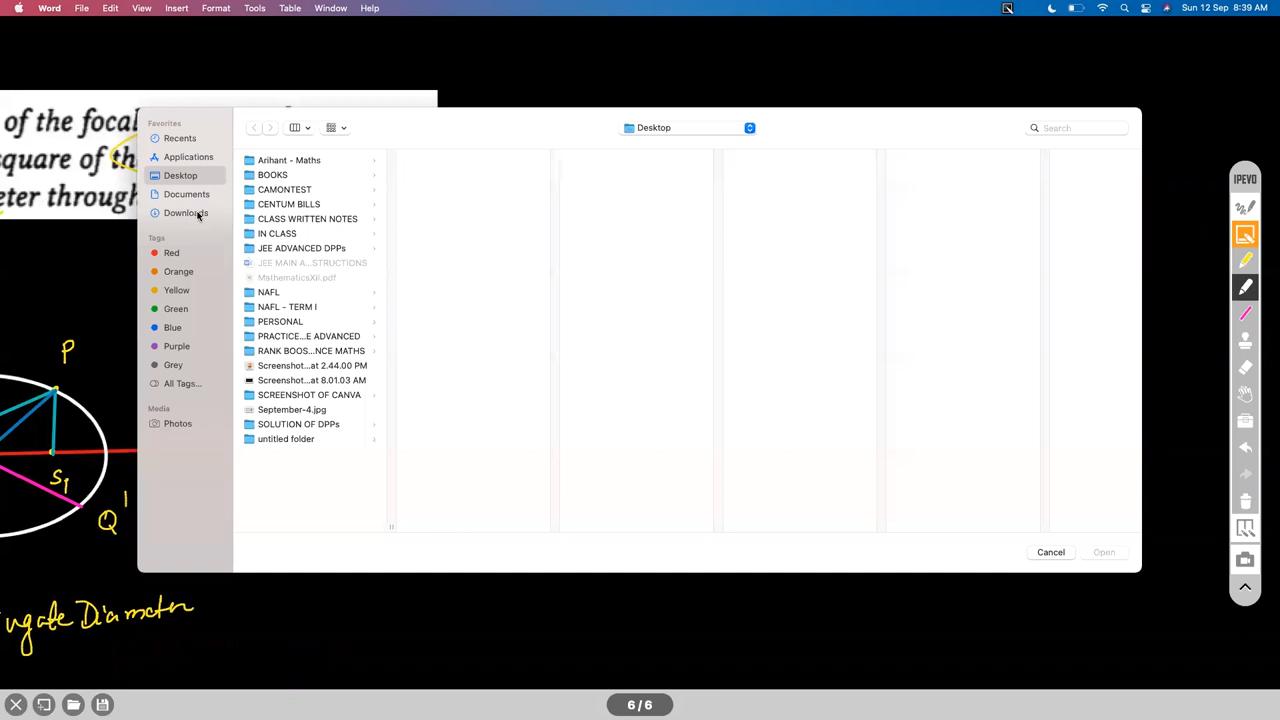 Word File Edit View Insert Format Tools Table Window Help Sun 12 Sep 8:39 AM
of the focal
square of th
eter through
Favorites
Recents
Applications
Desktop
Documents
Downloads
Tags
Red
Orange
Yellow
Green
Blue
Purple
Grey
All Tags...
Media
Photos
Desktop
Search
Arihant - Maths
BOOKS
CAMONTEST
CENTUM BILLS
CLASS WRITTEN NOTES
IN CLASS
JEE ADVANCED DPPs
JEE MAIN A...STRUCTIONS
MathematicsXII.pdf
NAFL
NAFL - TERM I
PERSONAL
PRACTICE...E ADVANCED
RANK BOOS...NCE MATHS
Screenshot...at 2.44.00 PM
Screenshot...at 8.01.03 AM
SCREENSHOT OF CANVA
September-4.jpg
SOLUTION OF DPPs
untitled folder
Cancel Open
IPEVO
P
S1
Q'
ugate Diameter
6 / 6